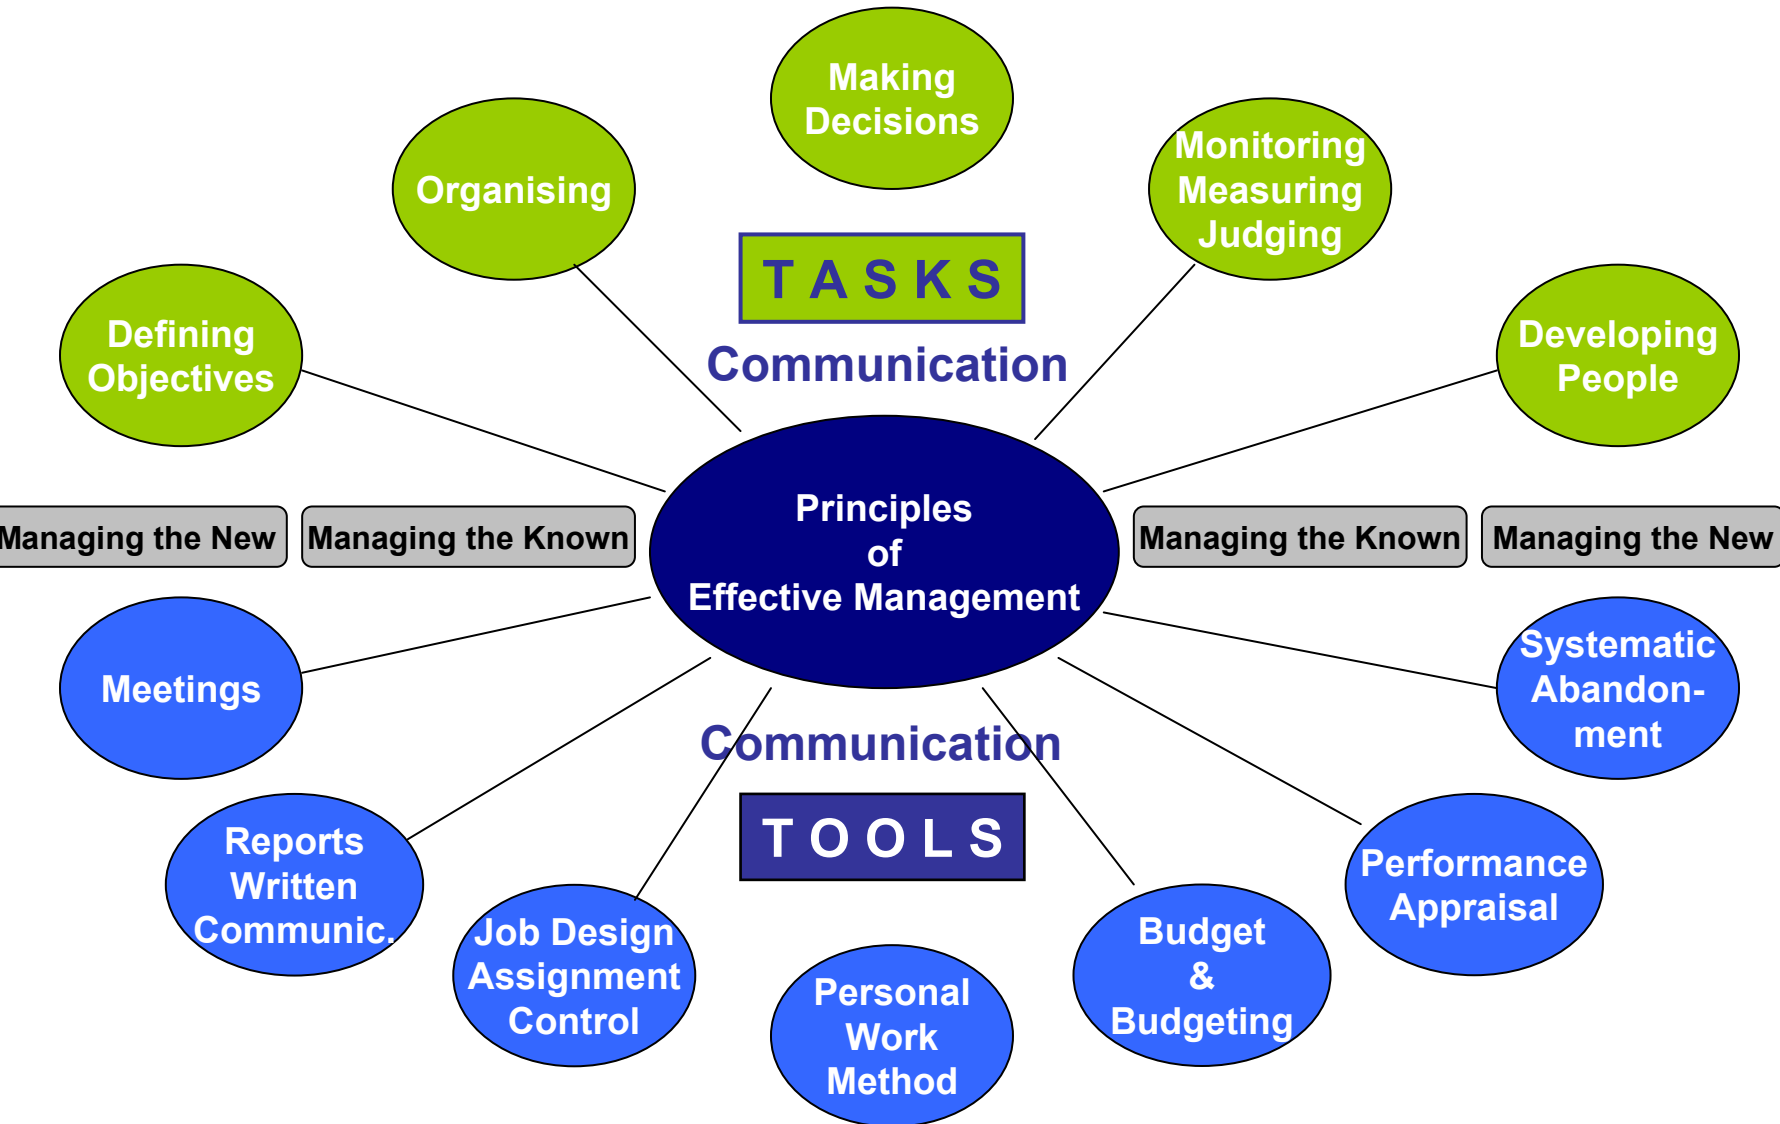 Making
Decisions
Organising
Monitoring
Measuring
Judging
T A S K S
Defining
Objectives
Communication
Developing
People
Principles
of
Effective Management
Managing the New
Managing the Known
Managing the Known
Managing the New
Meetings
Systematic
Abandon-
ment
Communication
T O O L S
Reports
Written
Communic.
Performance
Appraisal
Job Design
Assignment
Control
Budget
&
Budgeting
Personal
Work
Method